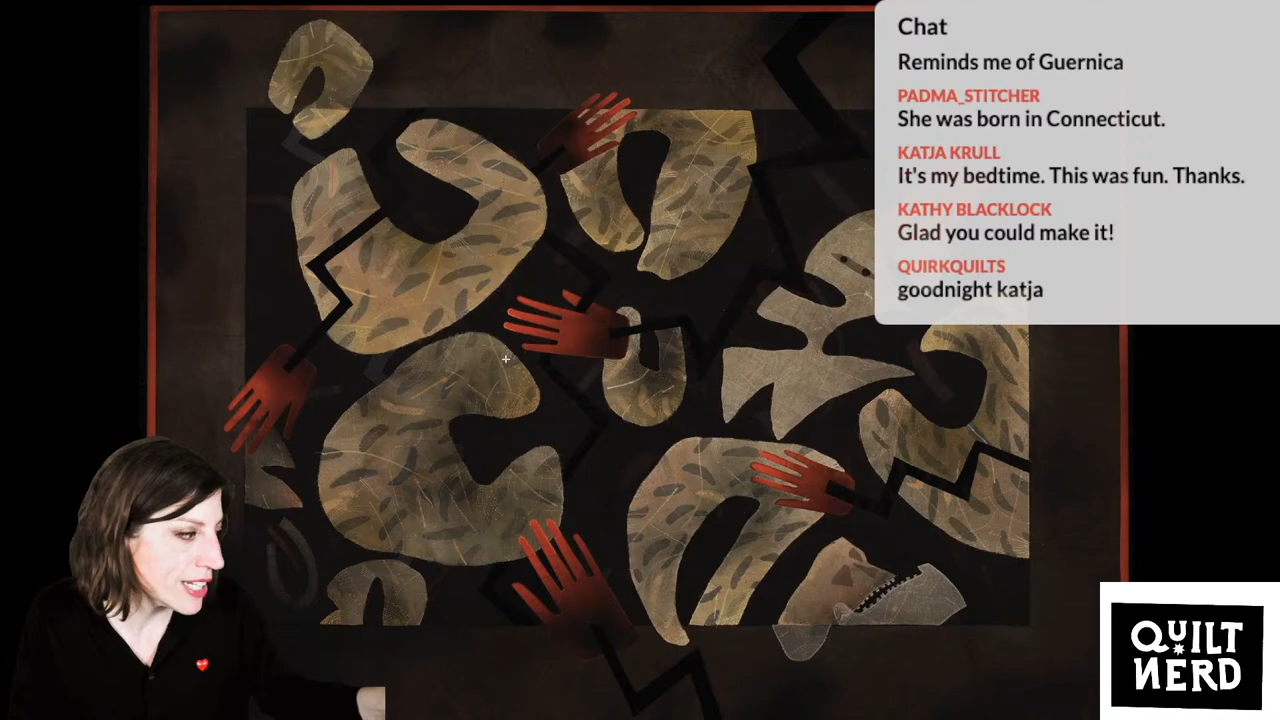 Chat
Reminds me of Guernica
PADMA_STITCHER
She was born in Connecticut.
KATJA KRULL
It's my bedtime. This was fun. Thanks.
KATHY BLACKLOCK
Glad you could make it!
QUIRKQUILTS
goodnight katja
QUILT
NERD